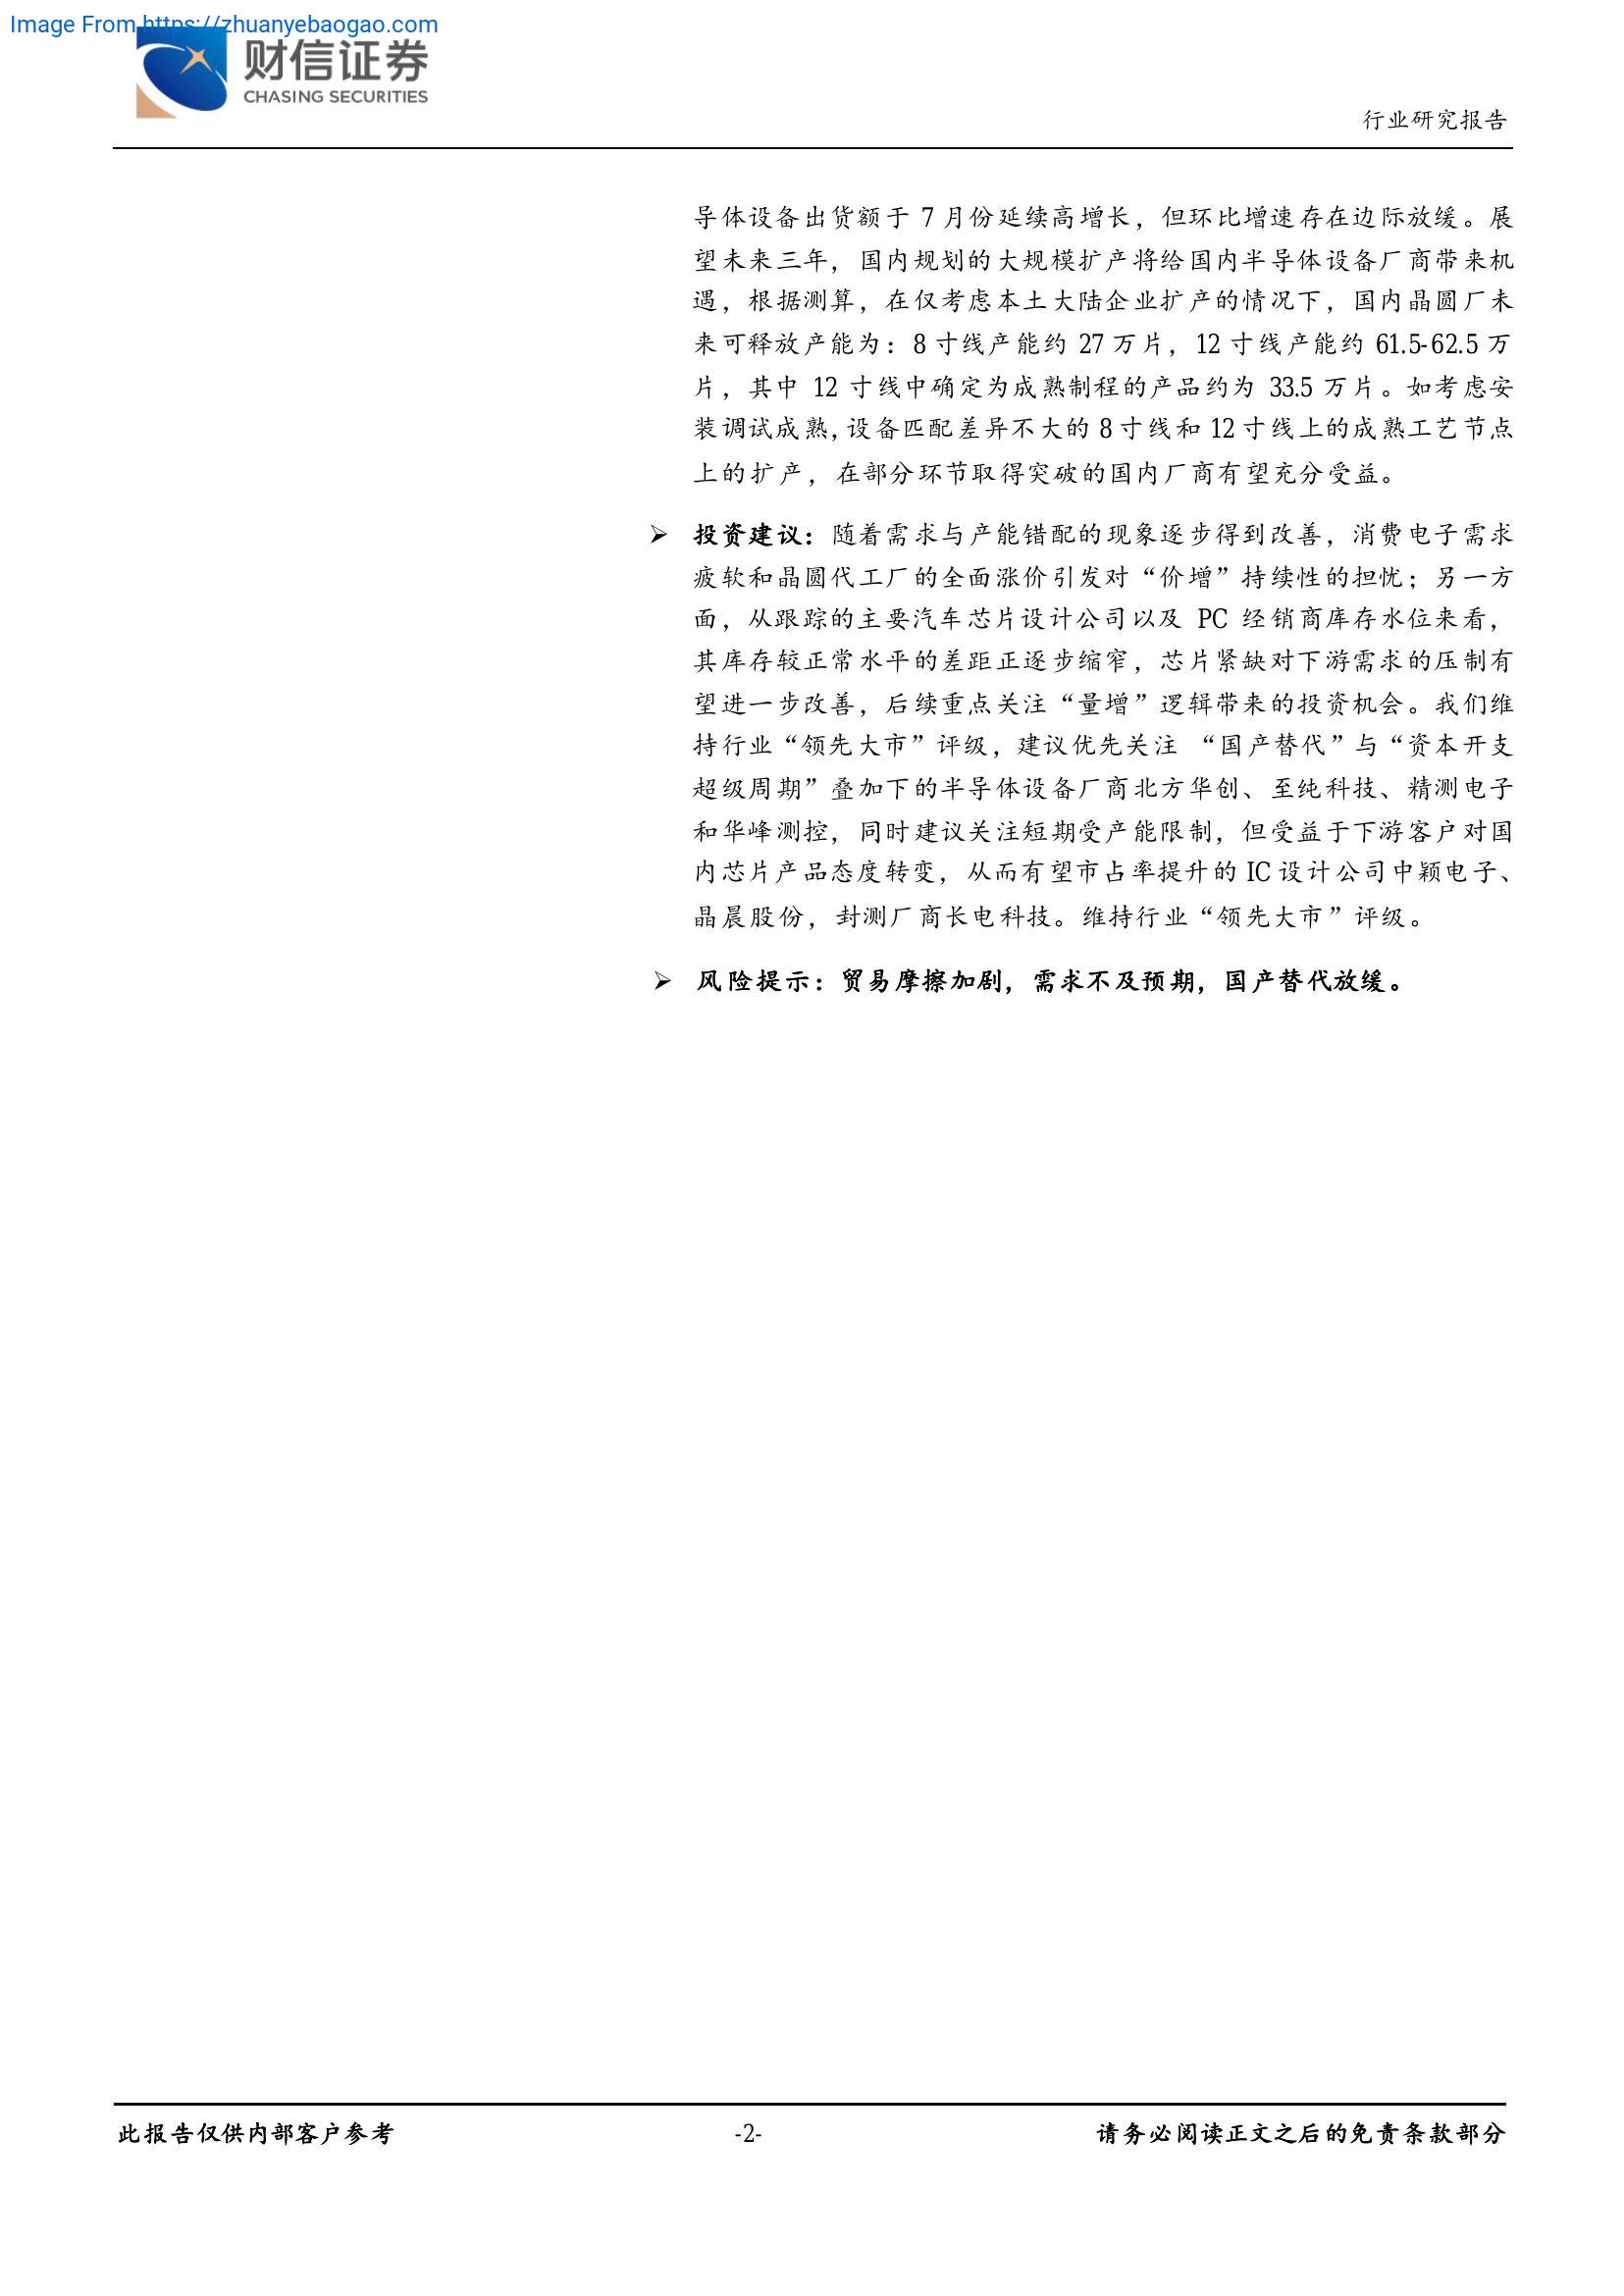 Image From https://zhuanyebaogao.com
财信证券
CHASING SECURITIES
行业研究报告
导体设备出货额于 7 月份延续高增长，但环比增速存在边际放缓。展
望未来三年，国内规划的大规模扩产将给国内半导体设备厂商带来机
遇，根据测算，在仅考虑本土大陆企业扩产的情况下，国内晶圆厂未
来可释放产能为：8 寸线产能约 27 万片，12 寸线产能约 61.5-62.5 万
片，其中 12 寸线中确定为成熟制程的产品约为 33.5 万片。如考虑安
装调试成熟，设备匹配差异不大的 8 寸线和 12 寸线上的成熟工艺节点
上的扩产，在部分环节取得突破的国内厂商有望充分受益。
➢ 投资建议：随着需求与产能错配的现象逐步得到改善，消费电子需求
疲软和晶圆代工厂的全面涨价引发对“价增”持续性的担忧；另一方
面，从跟踪的主要汽车芯片设计公司以及 PC 经销商库存水位来看，
其库存较正常水平的差距正逐步缩窄，芯片紧缺对下游需求的压制有
望进一步改善，后续重点关注“量增”逻辑带来的投资机会。我们维
持行业“领先大市”评级，建议优先关注 “国产替代”与“资本开支
超级周期”叠加下的半导体设备厂商北方华创、至纯科技、精测电子
和华峰测控，同时建议关注短期受产能限制，但受益于下游客户对国
内芯片产品态度转变，从而有望市占率提升的 IC 设计公司中颖电子、
晶晨股份，封测厂商长电科技。维持行业“领先大市”评级。
➢ 风险提示：贸易摩擦加剧，需求不及预期，国产替代放缓。
此报告仅供内部客户参考
-2-
请务必阅读正文之后的免责条款部分